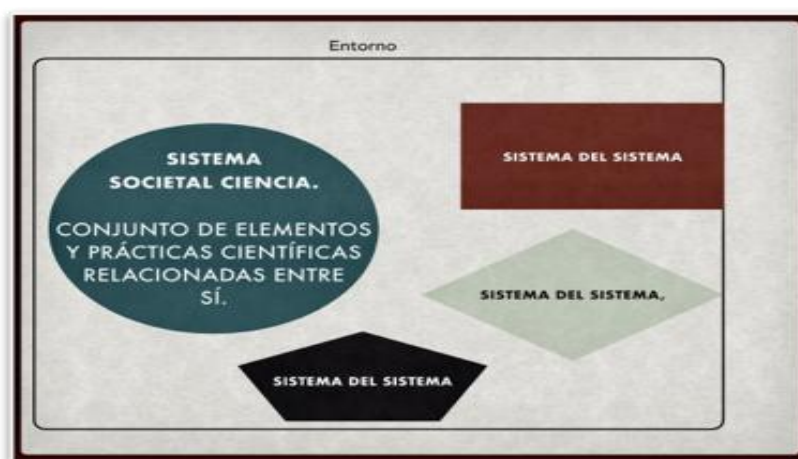 Entorno
SISTEMA
SOCIETAL CIENCIA.
CONJUNTO DE ELEMENTOS
Y PRÁCTICAS CIENTÍFICAS
RELACIONADAS ENTRE
SÍ.
SISTEMA DEL SISTEMA
SISTEMA DEL SISTEMA,
SISTEMA DEL SISTEMA